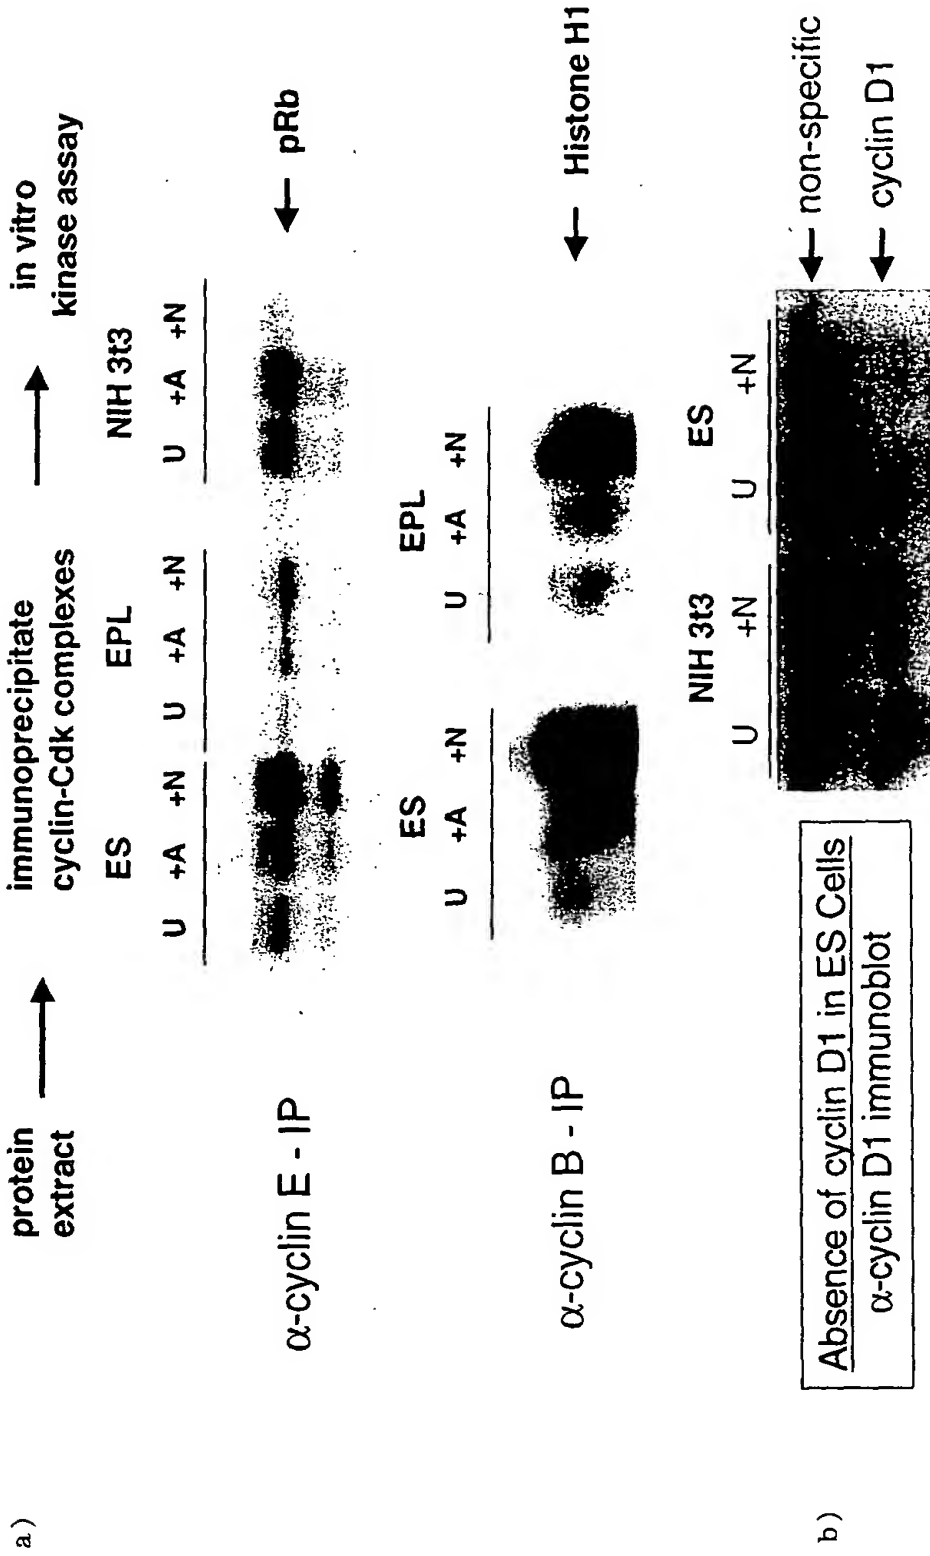 a)
protein
extract
immunoprecipitate
cyclin-Cdk complexes
in vitro
kinase assay
ES
EPL
NIH 3t3
U
+A
+N
U
+A
+N
U
+A
+N
α-cyclin E - IP
pRb
ES
EPL
U
+A
+N
U
+A
+N
α-cyclin B - IP
Histone H1
b)
Absence of cyclin D1 in ES Cells
α-cyclin D1 immunoblot
NIH 3t3
ES
U
+N
U
+N
non-specific
cyclin D1